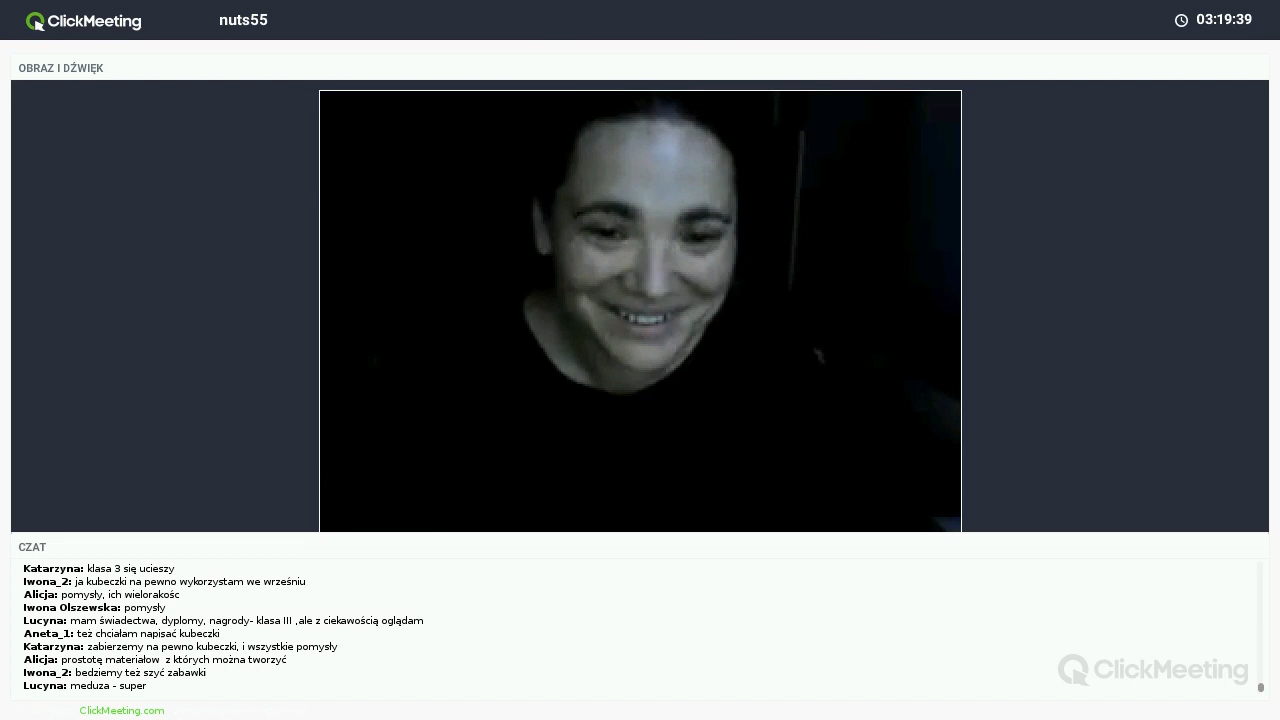 ClickMeeting nuts55 03:19:39
OBRAZ I DŹWIĘK
CZAT
Katarzyna: klasa 3 się ucieszy
Iwona_2: ja kubeczki na pewno wykorzystam we wrześniu
Alicja: pomysły, ich wielorakośc
Iwona Olszewska: pomysły
Lucyna: mam świadectwa, dyplomy, nagrody- klasa III ,ale z ciekawością oglądam
Aneta_1: też chciałam napisać kubeczki
Katarzyna: zabierzemy na pewno kubeczki, i wszystkie pomysły
Alicja: prostotę materiałow z których można tworzyć
Iwona_2: bedziemy też szyć zabawki
Lucyna: meduza - super
ClickMeeting
ClickMeeting.com